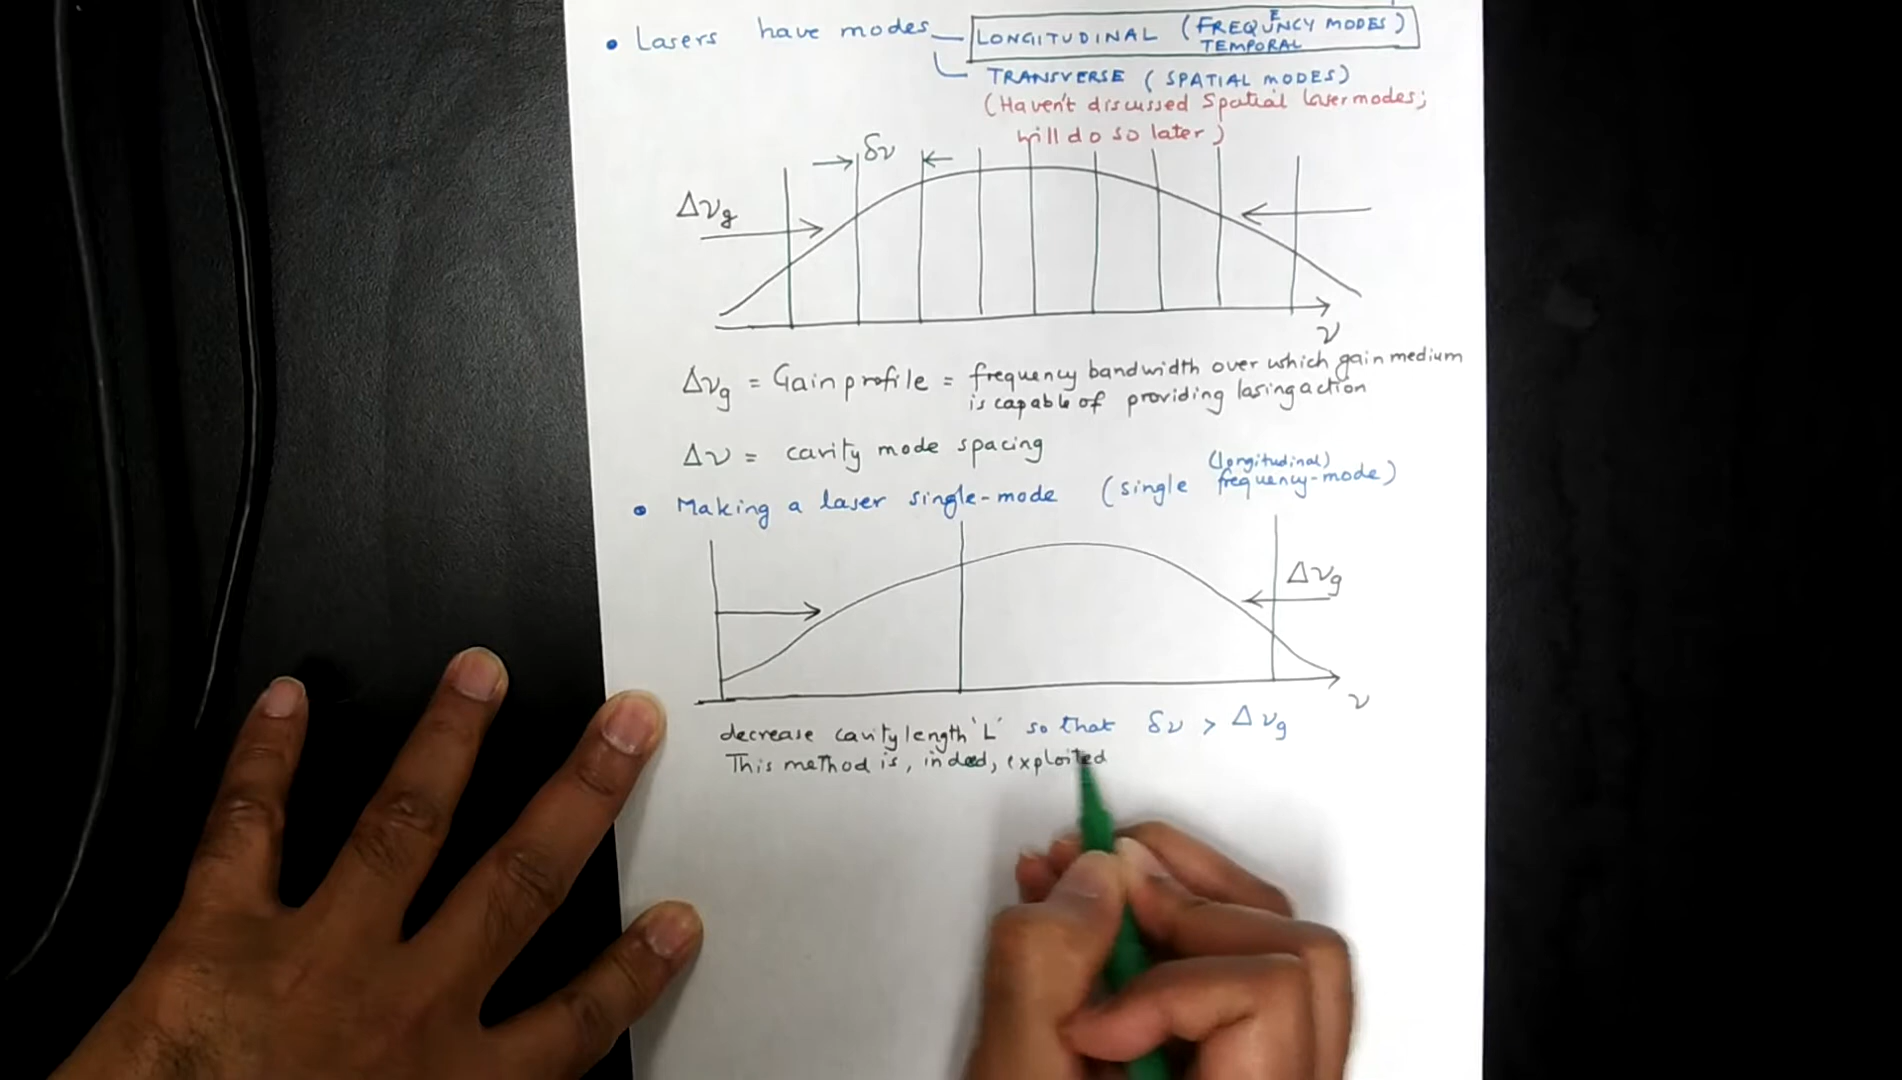 • Lasers have modes — LONGITUDINAL (FREQUENCY MODES)
TEMPORAL
TRANSVERSE (SPATIAL MODES)
(Haven't discussed Spatial laser modes;
will do so later)
δν
Δνg
ν
Δνg = Gain profile = frequency bandwidth over which gain medium
is capable of providing lasing action
Δν = cavity mode spacing
(longitudinal)
• Making a laser single-mode (single frequency-mode)
Δνg
ν
decrease cavity length 'L' so that δν > Δνg
This method is, indeed, exploited